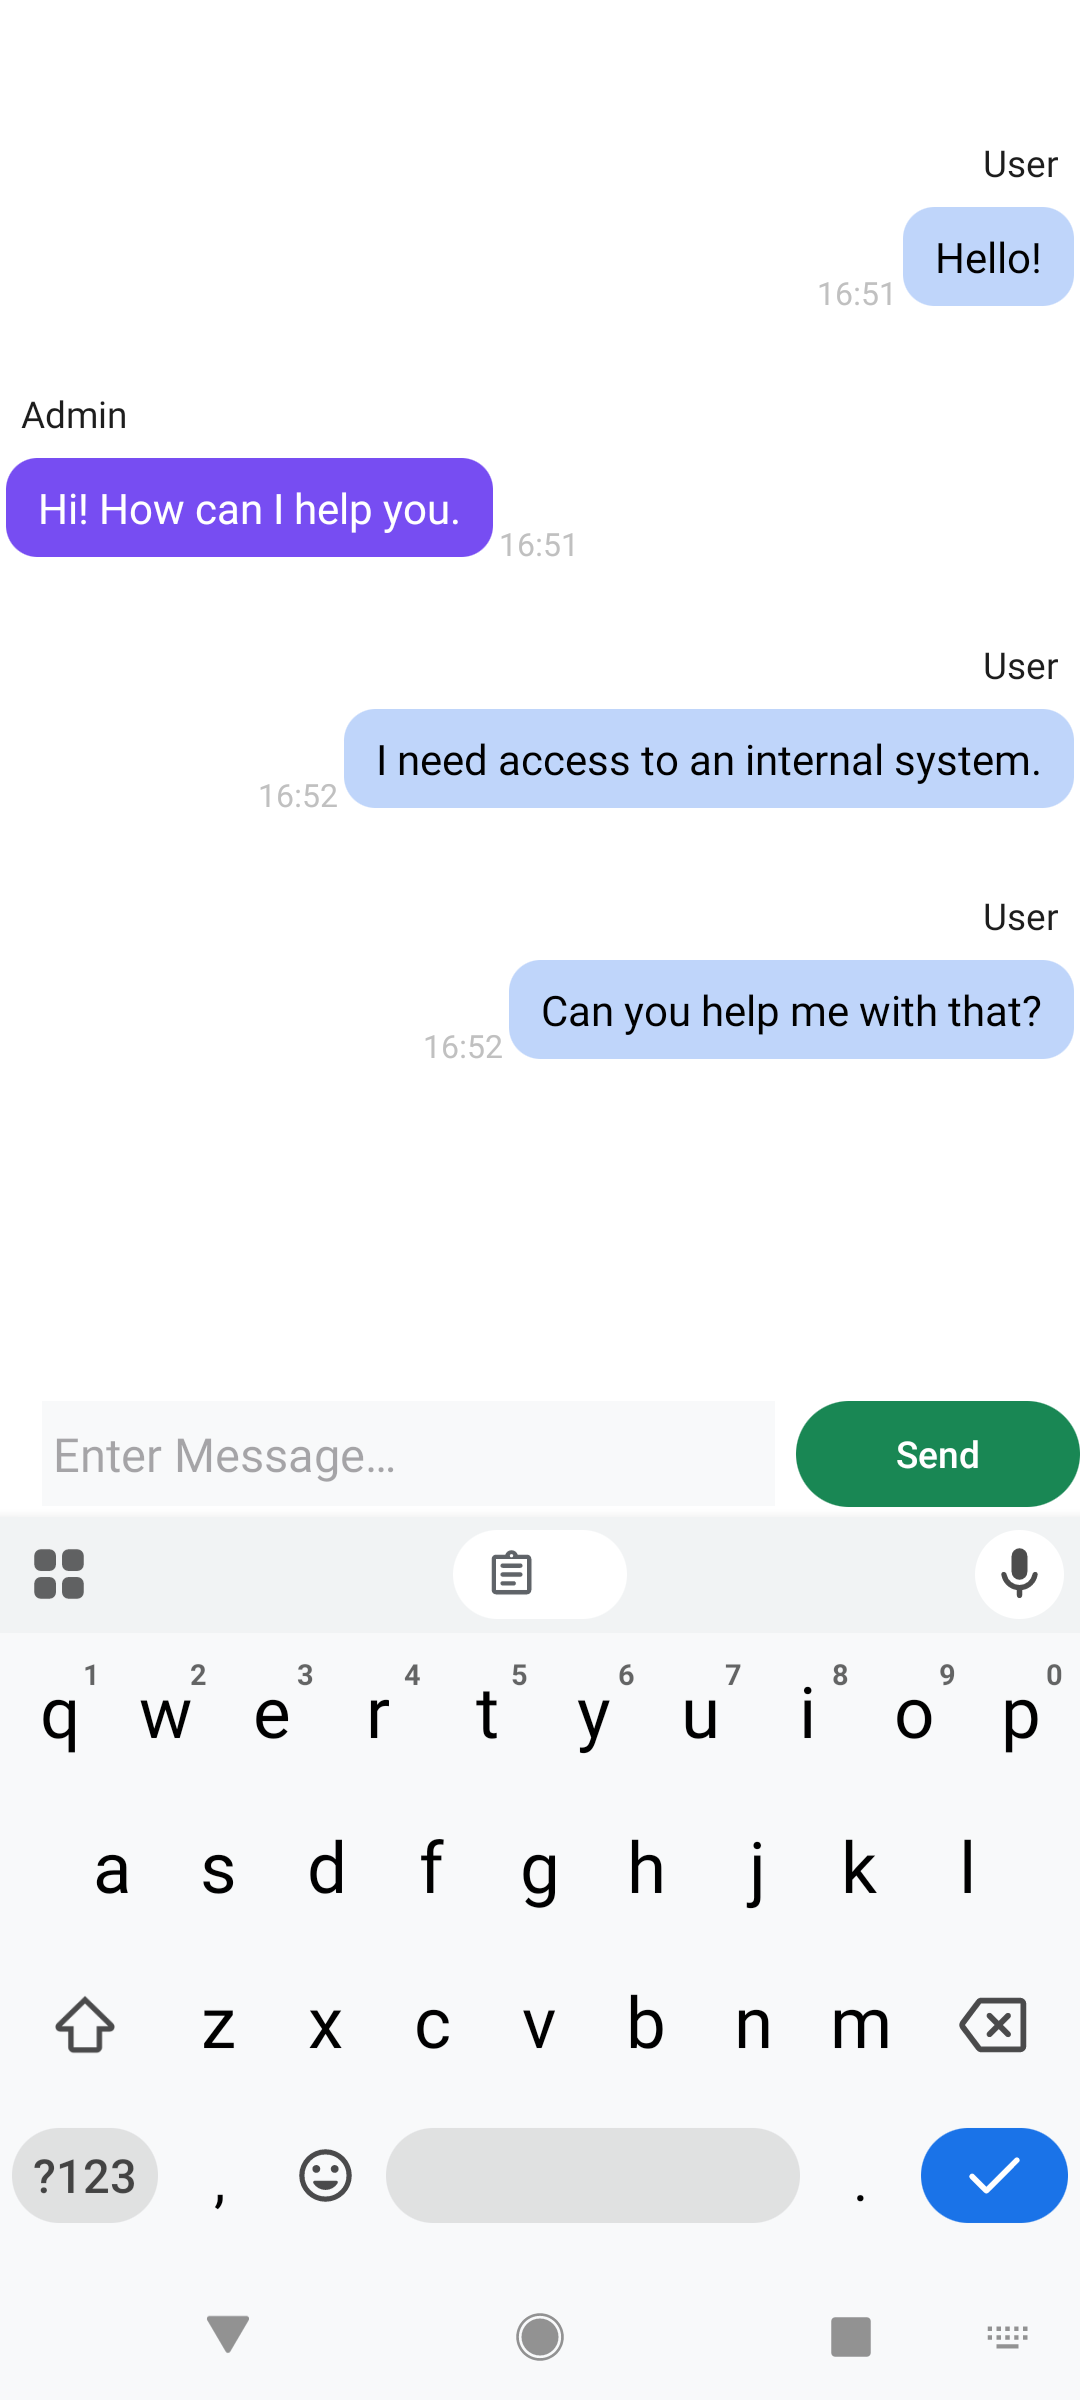 User
Hello!
16:51
Admin
Hi! How can I help you.
16:51
User
I need access to an internal system.
16:52
User
Can you help me with that?
16:52
Enter Message...
Send
1 2 3 4 5 6 7 8 9 0
q w e r t y u i o p
a s d f g h j k l
z x c v b n m
?123 , .